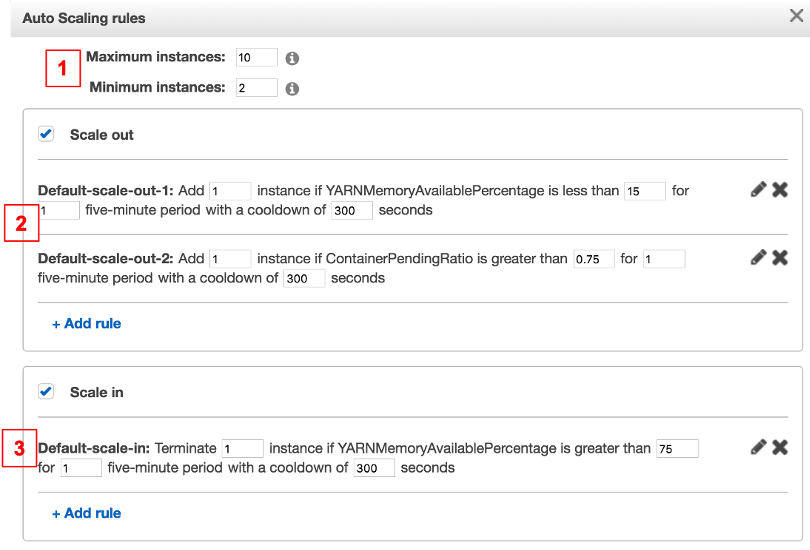 Auto Scaling rules
1
Maximum instances: 10
Minimum instances: 2
Scale out
Default-scale-out-1: Add 1 instance if YARNMemoryAvailablePercentage is less than 15 for
2
1 five-minute period with a cooldown of 300 seconds
Default-scale-out-2: Add 1 instance if ContainerPendingRatio is greater than 0.75 for 1
five-minute period with a cooldown of 300 seconds
+ Add rule
Scale in
3
Default-scale-in: Terminate 1 instance if YARNMemoryAvailablePercentage is greater than 75
for 1 five-minute period with a cooldown of 300 seconds
+ Add rule